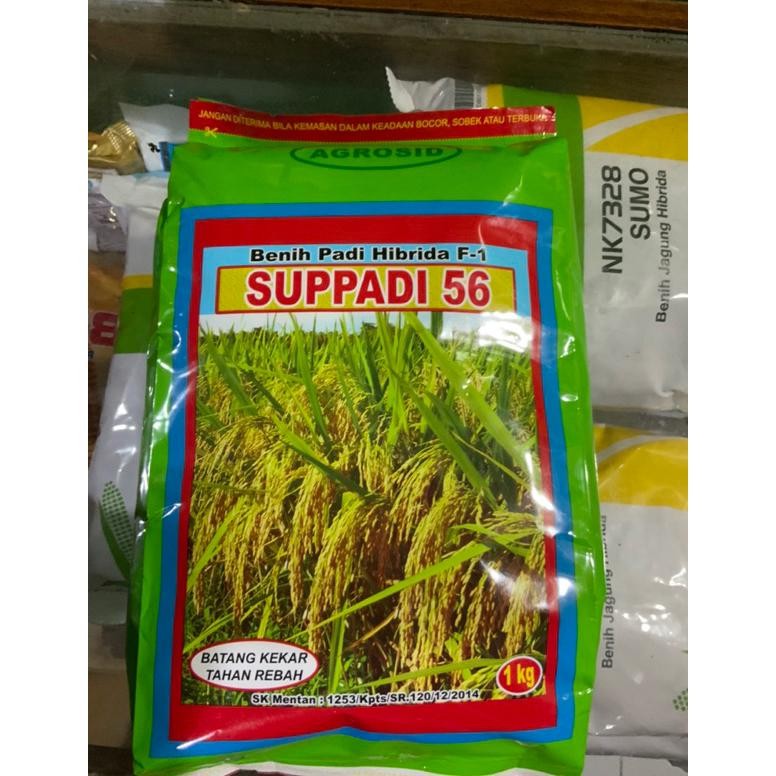 JANGAN DITERIMA BILA KEMASAN DALAM KEADAAN BOCOR, SOBEK ATAU TERBUKA
AGROSID
Benih Padi Hibrida F-1
SUPPADI 56
BATANG KEKAR
TAHAN REBAH
1 kg
SK Mentan : 1253/Kpts/SR.120/12/2014
NK7328
SUMO
Benih Jagung Hibrida
Benih Jagung